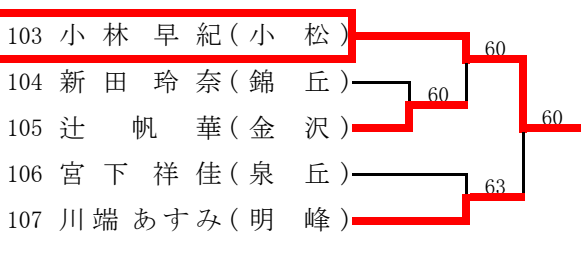 103 小林 早紀(小 松)
60
104 新田 玲奈(錦 丘)
60
60
105 辻 帆 華(金 沢)
106 宮下 祥佳(泉 丘)
63
107 川端 あすみ(明 峰)